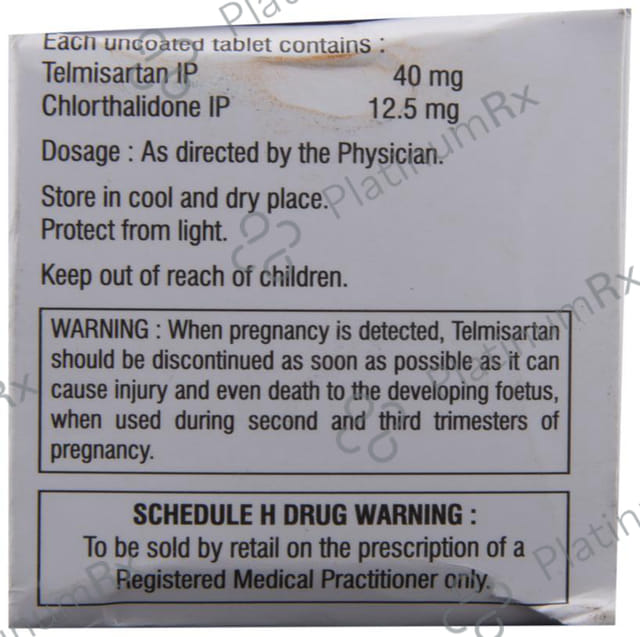 Each uncoated tablet contains :
Telmisartan IP 40 mg
Chlorthalidone IP 12.5 mg
Dosage : As directed by the Physician.
Store in cool and dry place.
Protect from light.
Keep out of reach of children.
WARNING : When pregnancy is detected, Telmisartan
should be discontinued as soon as possible as it can
cause injury and even death to the developing foetus,
when used during second and third trimesters of
pregnancy.
SCHEDULE H DRUG WARNING :
To be sold by retail on the prescription of a
Registered Medical Practitioner only.
PlatinumRx